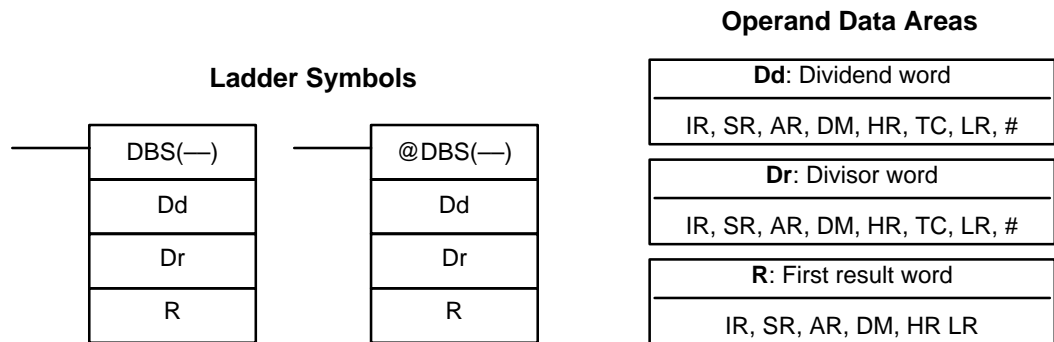 Ladder Symbols
DBS(––)
Dd
Dr
R
@DBS(––)
Dd
Dr
R
Operand Data Areas
Dd: Dividend word
IR, SR, AR, DM, HR, TC, LR, #
Dr: Divisor word
IR, SR, AR, DM, HR, TC, LR, #
R: First result word
IR, SR, AR, DM, HR LR